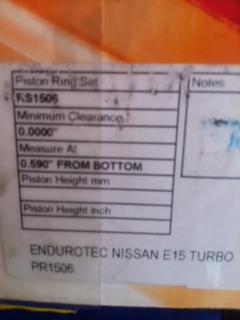 Piston Ring Set
Notes
RS1506
Minimum Clearance
0.0000"
Measure At
0.590" FROM BOTTOM
Piston Height mm
Piston Height Inch
ENDUROTEC NISSAN E15 TURBO
PR1506